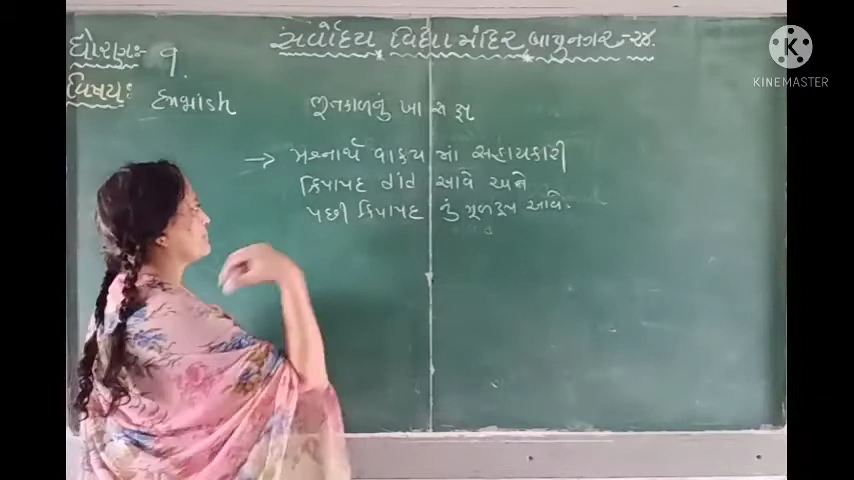 ધોરણઃ- ૧
સર્વોદય વિદ્યામંદિર, બાપુનગર-૨૪.
વિષયઃ
ભૂતકાળનું ખાસ રૂપ
→ પ્રશ્નાર્થ વાક્ય માં સહાયકારી
ક્રિયાપદ did આવે અને
પછી ક્રિયાપદ નું મૂળરૂપ આવે.
K
KINEMASTER